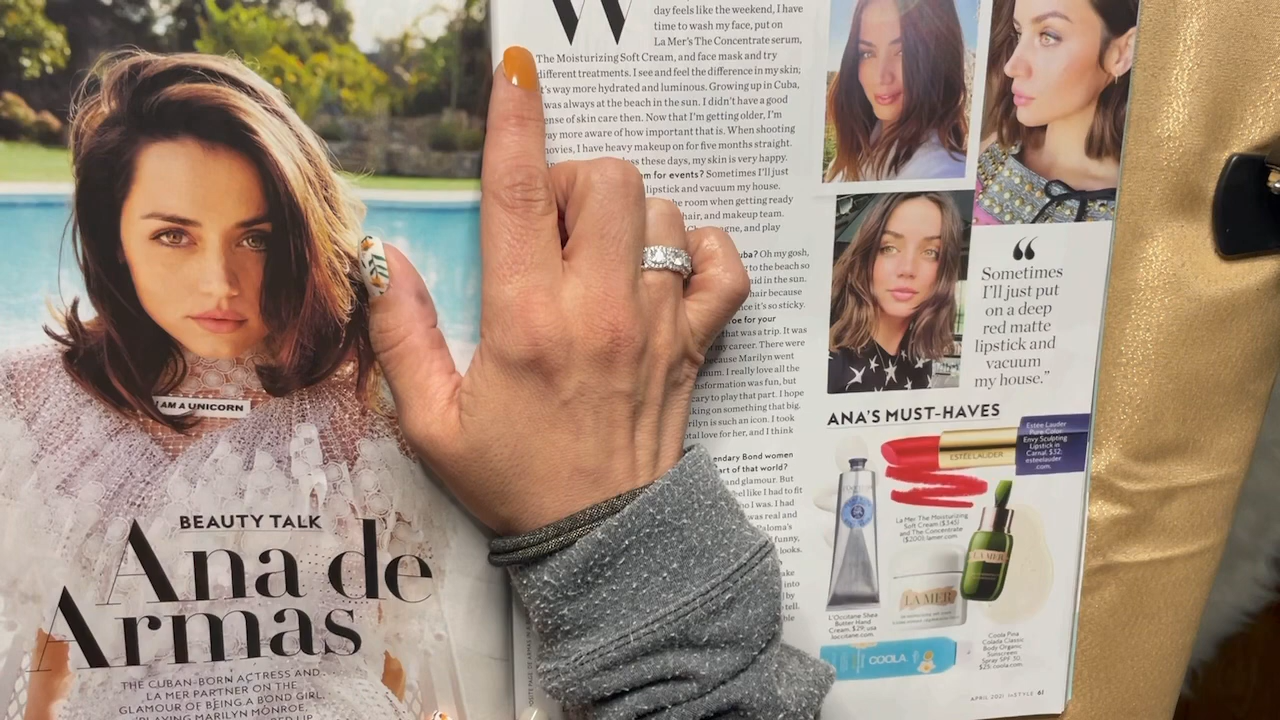 I AM A UNICORN
BEAUTY TALK
Ana de
Armas
THE CUBAN-BORN ACTRESS AND
LA MER PARTNER ON THE
GLAMOUR OF BEING A BOND GIRL,
PLAYING MARILYN MONROE,
W
day feels like the weekend, I have
time to wash my face, put on
La Mer's The Concentrate serum,
The Moisturizing Soft Cream, and face mask and try
different treatments. I see and feel the difference in my skin;
it's way more hydrated and luminous. Growing up in Cuba,
was always at the beach in the sun. I didn't have a good
sense of skin care then. Now that I'm getting older, I'm
way more aware of how important that is. When shooting
movies, I have heavy makeup on for five months straight.
these days, my skin is very happy.
for events? Sometimes I'll just
lipstick and vacuum my house.
the room when getting ready
hair, and makeup team.
and play
Oh my gosh,
to the beach so
in the sun.
hair because
it's so sticky.
for your
that was a trip. It was
my career. There were
because Marilyn went
I really love all the
was fun, but
to play that part. I hope
on something that big.
is such an icon. I took
love for her, and I think
Bond women
art of that world?
and glamour. But
feel like I had to fit
I was. I had
was real and
Paloma's
funny,
looks.
into
by
tell.
“
Sometimes
I'll just put
on a deep
red matte
lipstick and
vacuum
my house.”
ANA'S MUST-HAVES
ESTĒE LAUDER
Estée Lauder
Pure Color
Envy Sculpting
Lipstick in
Carnal, $32;
esteelauder
.com.
La Mer The Moisturizing
Soft Cream ($345)
and The Concentrate
($200); lamer.com
LA MER
LA MER
L'Occitane Shea
Butter Hand
Cream, $29; usa
.loccitane.com.
COOLA
Coola Piña
Colada Classic
Body Organic
Sunscreen
Spray SPF 30,
$25; coola.com.
APRIL 2021 InSTYLE 61